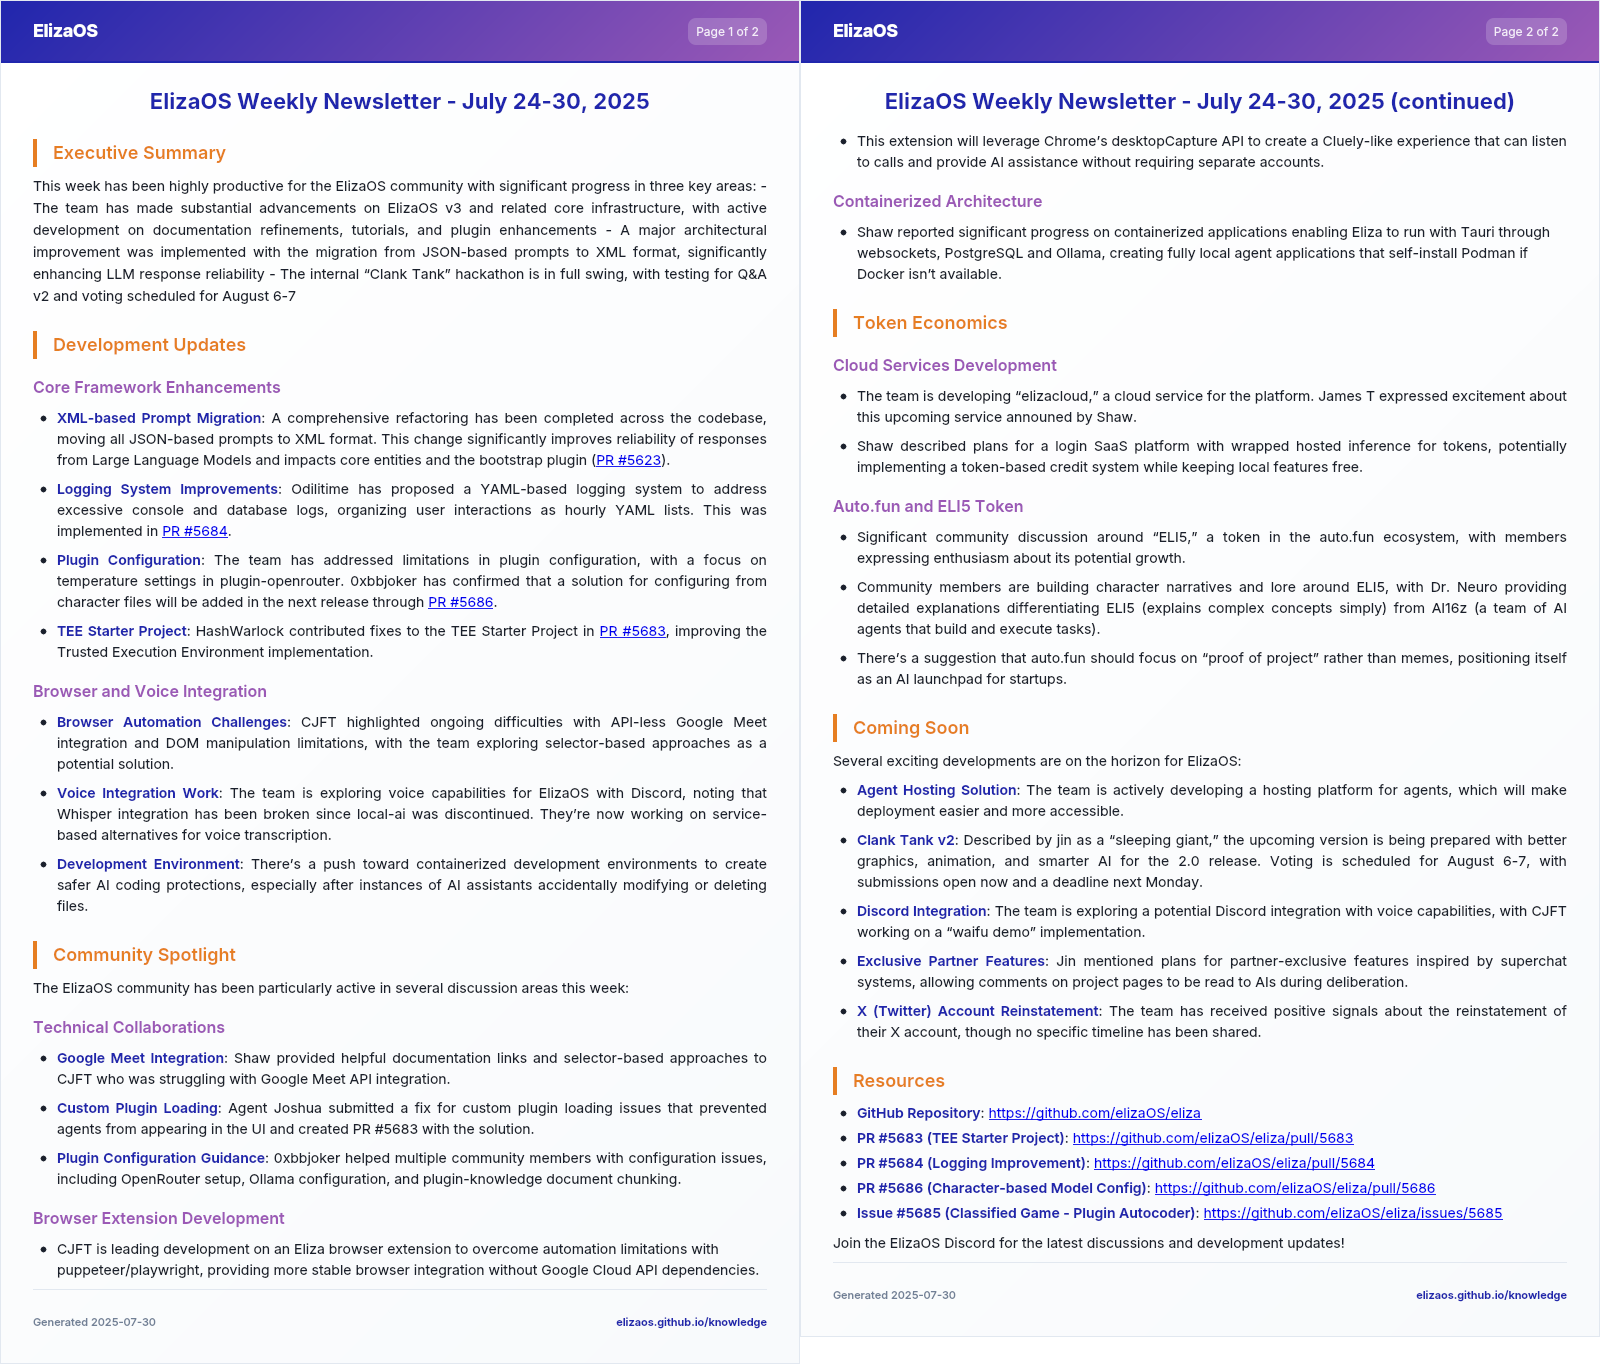 ElizaOS
Page 1 of 2
ElizaOS Weekly Newsletter - July 24-30, 2025
Executive Summary
This week has been highly productive for the ElizaOS community with significant progress in three key areas: -
The team has made substantial advancements on ElizaOS v3 and related core infrastructure, with active
development on documentation refinements, tutorials, and plugin enhancements - A major architectural
improvement was implemented with the migration from JSON-based prompts to XML format, significantly
enhancing LLM response reliability - The internal “Clank Tank” hackathon is in full swing, with testing for Q&A
v2 and voting scheduled for August 6-7
Development Updates
Core Framework Enhancements
• XML-based Prompt Migration: A comprehensive refactoring has been completed across the codebase,
moving all JSON-based prompts to XML format. This change significantly improves reliability of responses
from Large Language Models and impacts core entities and the bootstrap plugin (PR #5623).
• Logging System Improvements: Odilitime has proposed a YAML-based logging system to address
excessive console and database logs, organizing user interactions as hourly YAML lists. This was
implemented in PR #5684.
• Plugin Configuration: The team has addressed limitations in plugin configuration, with a focus on
temperature settings in plugin-openrouter. 0xbbjoker has confirmed that a solution for configuring from
character files will be added in the next release through PR #5686.
• TEE Starter Project: HashWarlock contributed fixes to the TEE Starter Project in PR #5683, improving the
Trusted Execution Environment implementation.
Browser and Voice Integration
• Browser Automation Challenges: CJFT highlighted ongoing difficulties with API-less Google Meet
integration and DOM manipulation limitations, with the team exploring selector-based approaches as a
potential solution.
• Voice Integration Work: The team is exploring voice capabilities for ElizaOS with Discord, noting that
Whisper integration has been broken since local-ai was discontinued. They’re now working on service-
based alternatives for voice transcription.
• Development Environment: There’s a push toward containerized development environments to create
safer AI coding protections, especially after instances of AI assistants accidentally modifying or deleting
files.
Community Spotlight
The ElizaOS community has been particularly active in several discussion areas this week:
Technical Collaborations
• Google Meet Integration: Shaw provided helpful documentation links and selector-based approaches to
CJFT who was struggling with Google Meet API integration.
• Custom Plugin Loading: Agent Joshua submitted a fix for custom plugin loading issues that prevented
agents from appearing in the UI and created PR #5683 with the solution.
• Plugin Configuration Guidance: 0xbbjoker helped multiple community members with configuration issues,
including OpenRouter setup, Ollama configuration, and plugin-knowledge document chunking.
Browser Extension Development
• CJFT is leading development on an Eliza browser extension to overcome automation limitations with
puppeteer/playwright, providing more stable browser integration without Google Cloud API dependencies.
Generated 2025-07-30
elizaos.github.io/knowledge
ElizaOS
Page 2 of 2
ElizaOS Weekly Newsletter - July 24-30, 2025 (continued)
• This extension will leverage Chrome’s desktopCapture API to create a Cluely-like experience that can listen
to calls and provide AI assistance without requiring separate accounts.
Containerized Architecture
• Shaw reported significant progress on containerized applications enabling Eliza to run with Tauri through
websockets, PostgreSQL and Ollama, creating fully local agent applications that self-install Podman if
Docker isn’t available.
Token Economics
Cloud Services Development
• The team is developing “elizacloud,” a cloud service for the platform. James T expressed excitement about
this upcoming service announed by Shaw.
• Shaw described plans for a login SaaS platform with wrapped hosted inference for tokens, potentially
implementing a token-based credit system while keeping local features free.
Auto.fun and ELI5 Token
• Significant community discussion around “ELI5,” a token in the auto.fun ecosystem, with members
expressing enthusiasm about its potential growth.
• Community members are building character narratives and lore around ELI5, with Dr. Neuro providing
detailed explanations differentiating ELI5 (explains complex concepts simply) from AI16z (a team of AI
agents that build and execute tasks).
• There’s a suggestion that auto.fun should focus on “proof of project” rather than memes, positioning itself
as an AI launchpad for startups.
Coming Soon
Several exciting developments are on the horizon for ElizaOS:
• Agent Hosting Solution: The team is actively developing a hosting platform for agents, which will make
deployment easier and more accessible.
• Clank Tank v2: Described by jin as a “sleeping giant,” the upcoming version is being prepared with better
graphics, animation, and smarter AI for the 2.0 release. Voting is scheduled for August 6-7, with
submissions open now and a deadline next Monday.
• Discord Integration: The team is exploring a potential Discord integration with voice capabilities, with CJFT
working on a “waifu demo” implementation.
• Exclusive Partner Features: Jin mentioned plans for partner-exclusive features inspired by superchat
systems, allowing comments on project pages to be read to AIs during deliberation.
• X (Twitter) Account Reinstatement: The team has received positive signals about the reinstatement of
their X account, though no specific timeline has been shared.
Resources
• GitHub Repository: https://github.com/elizaOS/eliza
• PR #5683 (TEE Starter Project): https://github.com/elizaOS/eliza/pull/5683
• PR #5684 (Logging Improvement): https://github.com/elizaOS/eliza/pull/5684
• PR #5686 (Character-based Model Config): https://github.com/elizaOS/eliza/pull/5686
• Issue #5685 (Classified Game - Plugin Autocoder): https://github.com/elizaOS/eliza/issues/5685
Join the ElizaOS Discord for the latest discussions and development updates!
Generated 2025-07-30
elizaos.github.io/knowledge